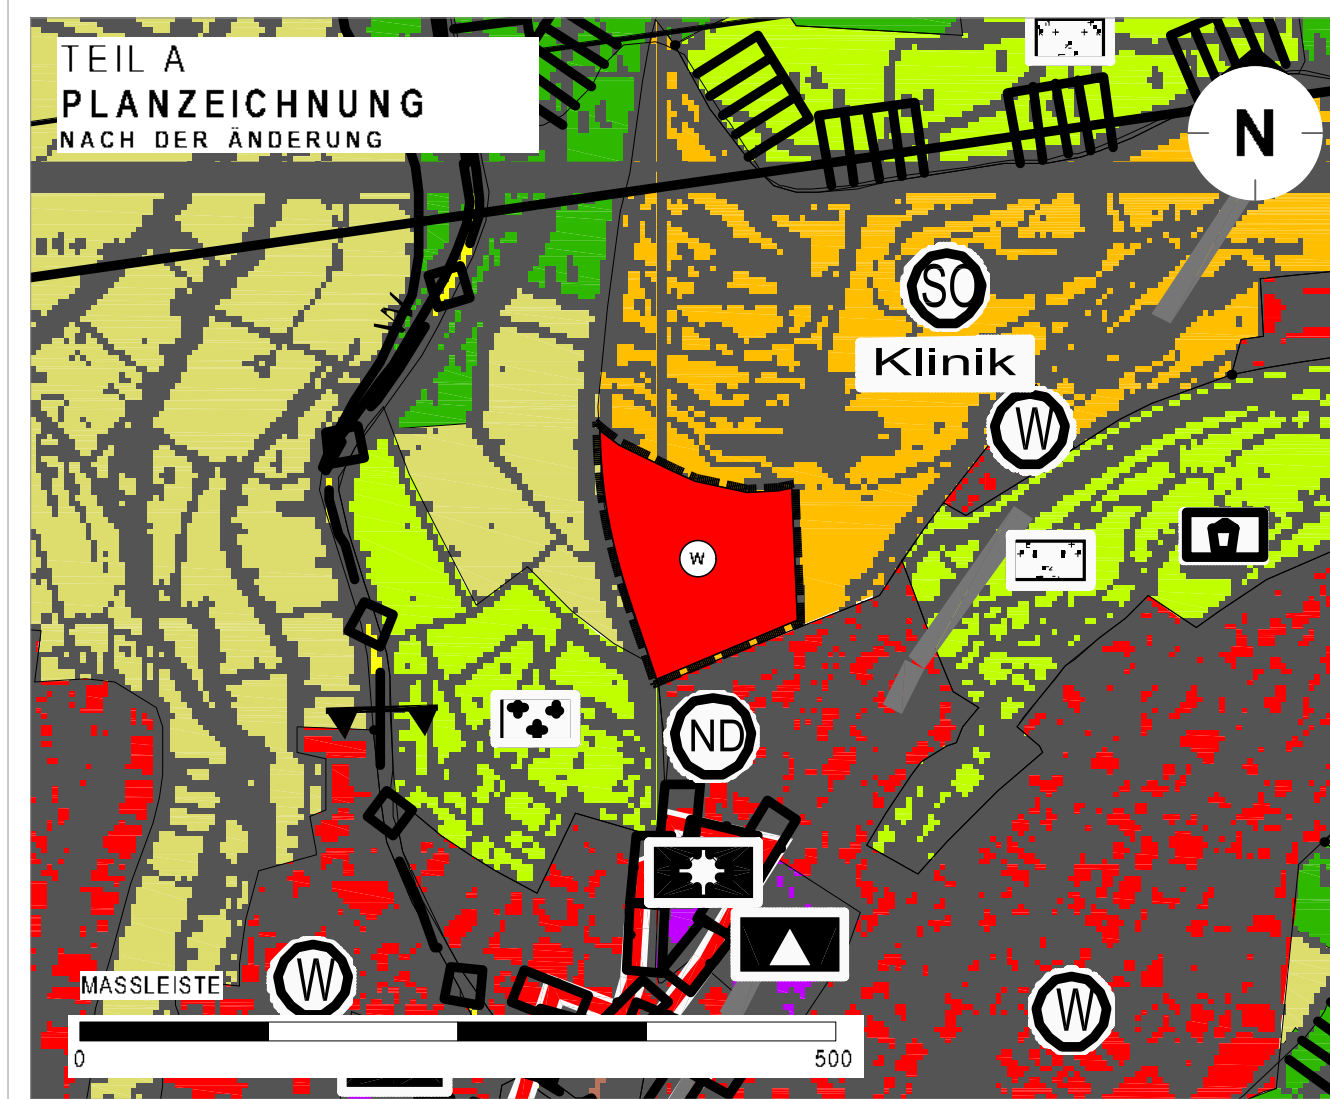 TEIL A
PLANZEICHNUNG
NACH DER ÄNDERUNG
N
SO
Klinik
W
W
ND
W
W
MASSLEISTE
0 500